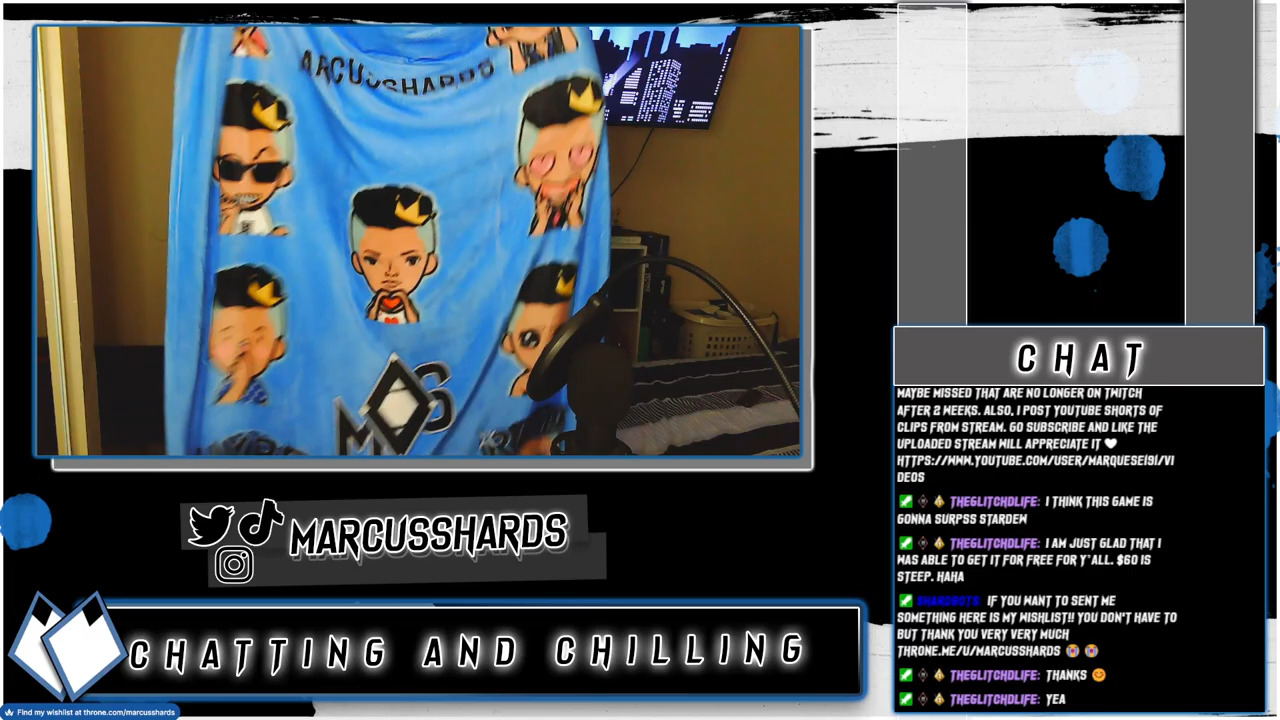 ARCUSSHARDS
MS
MARCUSSHARDS
CHATTING AND CHILLING
Find my wishlist at throne.com/marcusshards
CHAT
MAYBE MISSED THAT ARE NO LONGER ON TWITCH
AFTER 2 WEEKS. ALSO, I POST YOUTUBE SHORTS OF
CLIPS FROM STREAM. GO SUBSCRIBE AND LIKE THE
UPLOADED STREAM WILL APPRECIATE IT 🤍
HTTPS://WWW.YOUTUBE.COM/USER/MARQUESE191/VI
DEOS
THEGLITCHDLIFE: I THINK THIS GAME IS
GONNA SURPSS STARDEW
THEGLITCHDLIFE: I AM JUST GLAD THAT I
WAS ABLE TO GET IT FOR FREE FOR Y'ALL. $60 IS
STEEP. HAHA
SHARDBOT8: IF YOU WANT TO SENT ME
SOMETHING HERE IS MY WISHLIST!! YOU DON'T HAVE TO
BUT THANK YOU VERY VERY MUCH
THRONE.ME/U/MARCUSSHARDS 😭 😭
THEGLITCHDLIFE: THANKS 😊
THEGLITCHDLIFE: YEA